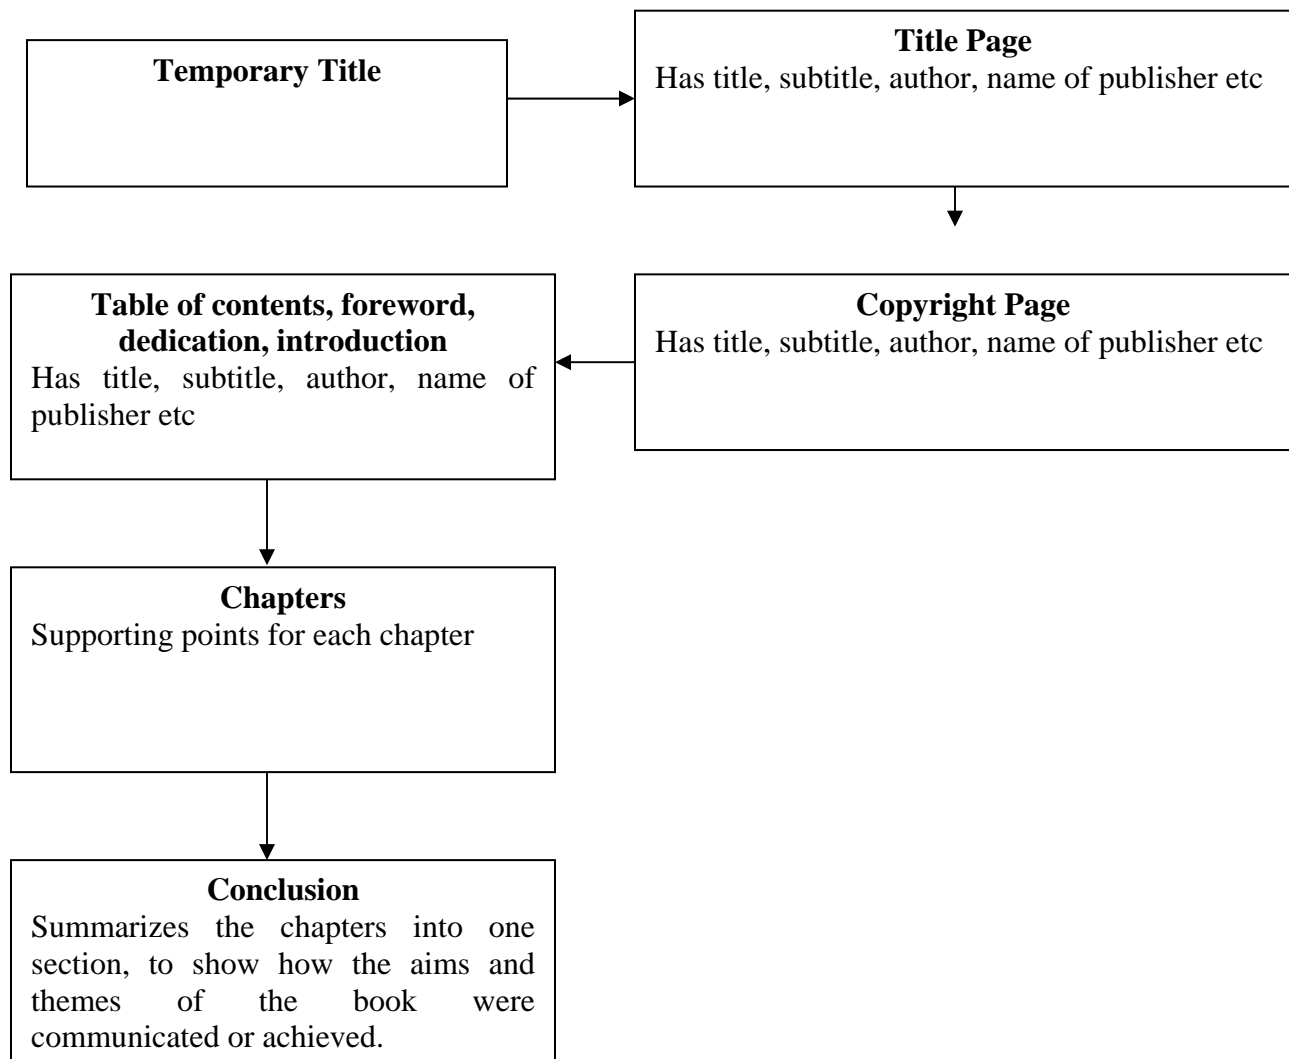 Temporary Title
Title Page
Has title, subtitle, author, name of publisher etc
Copyright Page
Has title, subtitle, author, name of publisher etc
Table of contents, foreword,
dedication, introduction
Has title, subtitle, author, name of
publisher etc
Chapters
Supporting points for each chapter
Conclusion
Summarizes the chapters into one
section, to show how the aims and
themes of the book were
communicated or achieved.